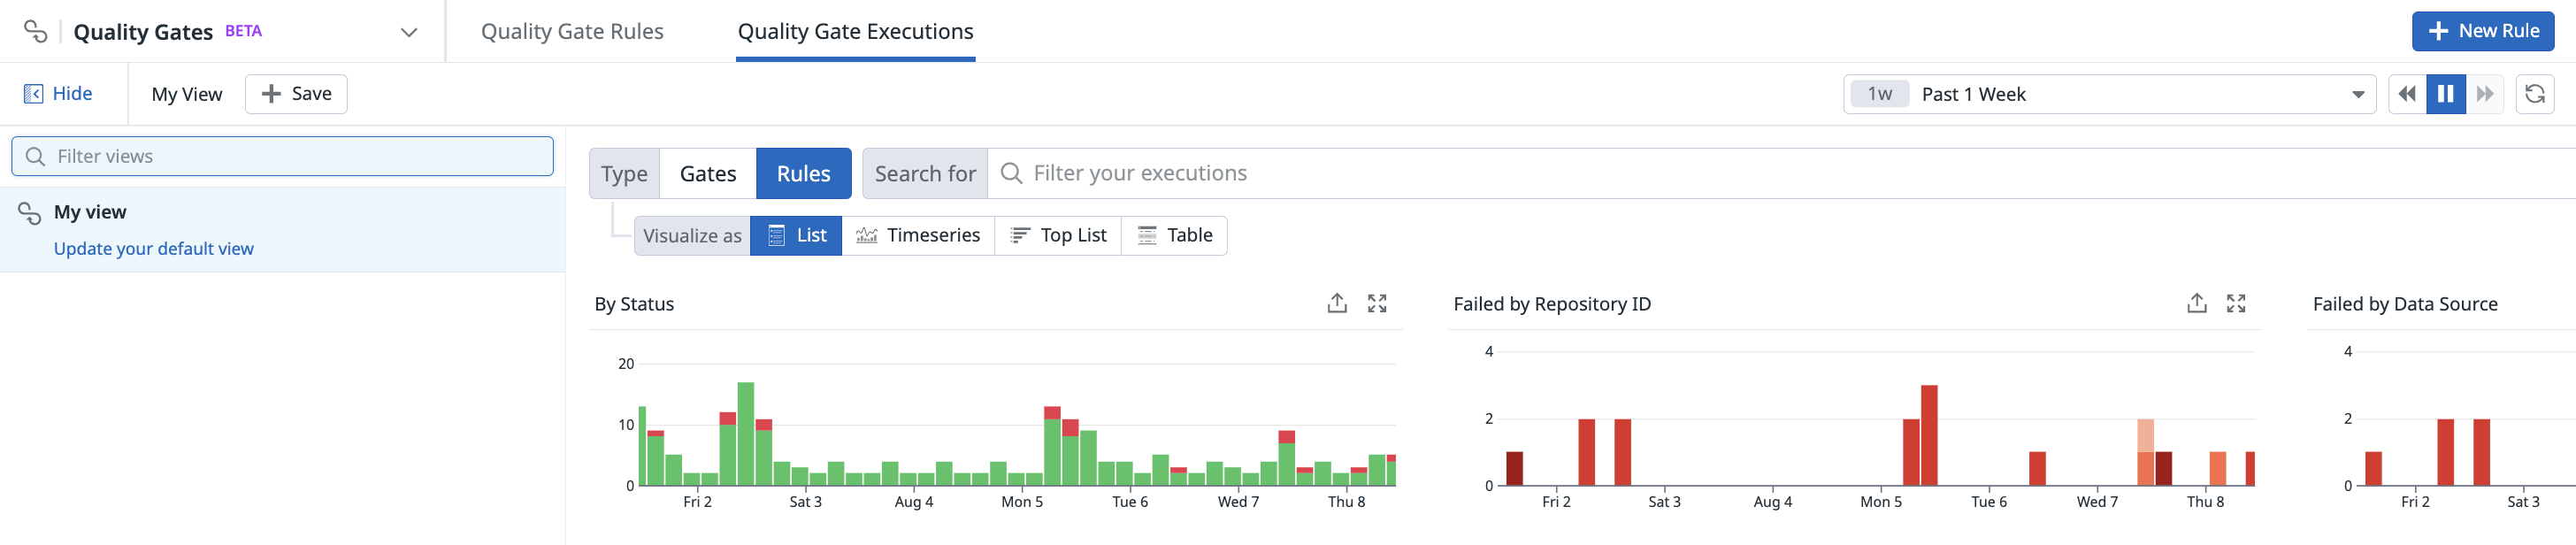 Quality Gates BETA
Quality Gate Rules
Quality Gate Executions
New Rule
Hide
My View
Save
1w Past 1 Week
Filter views
My view
Update your default view
Type Gates Rules
Search for Filter your executions
Visualize as List Timeseries Top List Table
By Status
20
10
0
Fri 2 Sat 3 Aug 4 Mon 5 Tue 6 Wed 7 Thu 8
Failed by Repository ID
4
2
0
Fri 2 Sat 3 Aug 4 Mon 5 Tue 6 Wed 7 Thu 8
Failed by Data Source
4
2
0
Fri 2 Sat 3